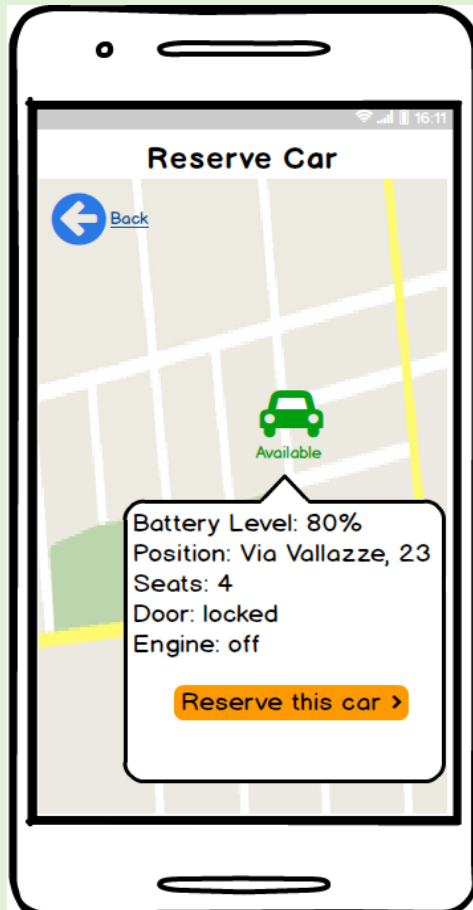 16:11
Reserve Car
Back
Available
Battery Level: 80%
Position: Via Vallazze, 23
Seats: 4
Door: locked
Engine: off
Reserve this car >